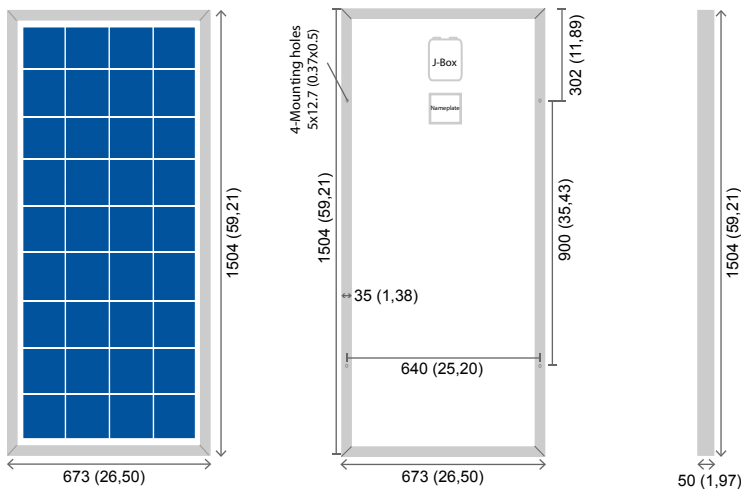 1504 (59,21)
673 (26,50)
4-Mounting holes
5x12.7 (0.37x0.5)
J-Box
Nameplate
302 (11,89)
1504 (59,21)
900 (35,43)
35 (1,38)
640 (25,20)
673 (26,50)
1504 (59,21)
50 (1,97)